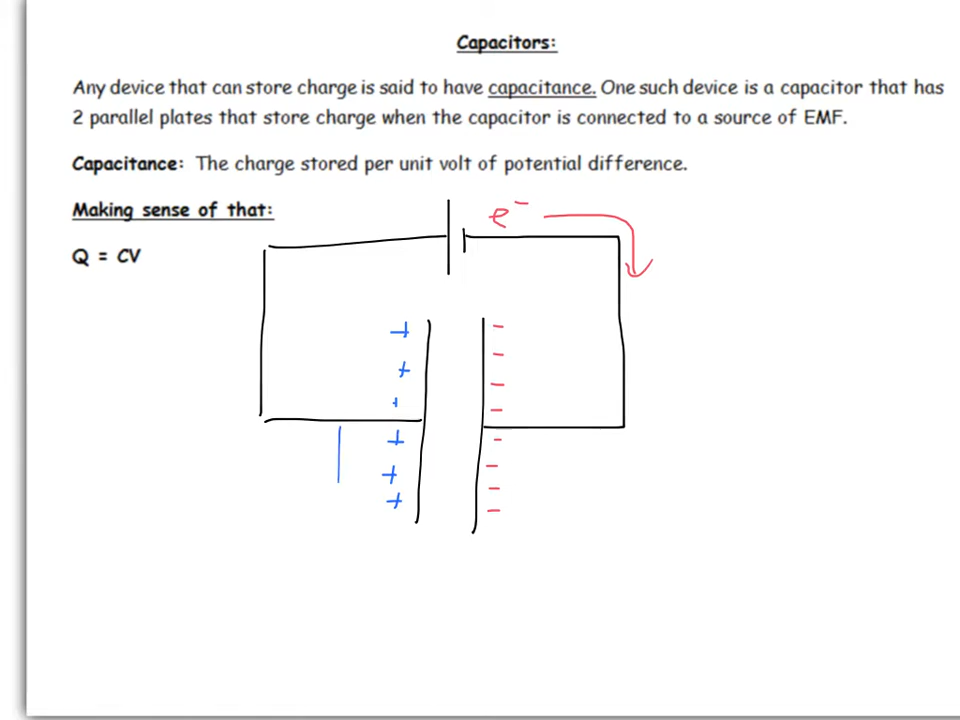 Capacitors:
Any device that can store charge is said to have capacitance. One such device is a capacitor that has
2 parallel plates that store charge when the capacitor is connected to a source of EMF.
Capacitance: The charge stored per unit volt of potential difference.
Making sense of that:
e⁻
Q = CV
+ −
+ −
+ −
−
+ −
+ −
+ −
−